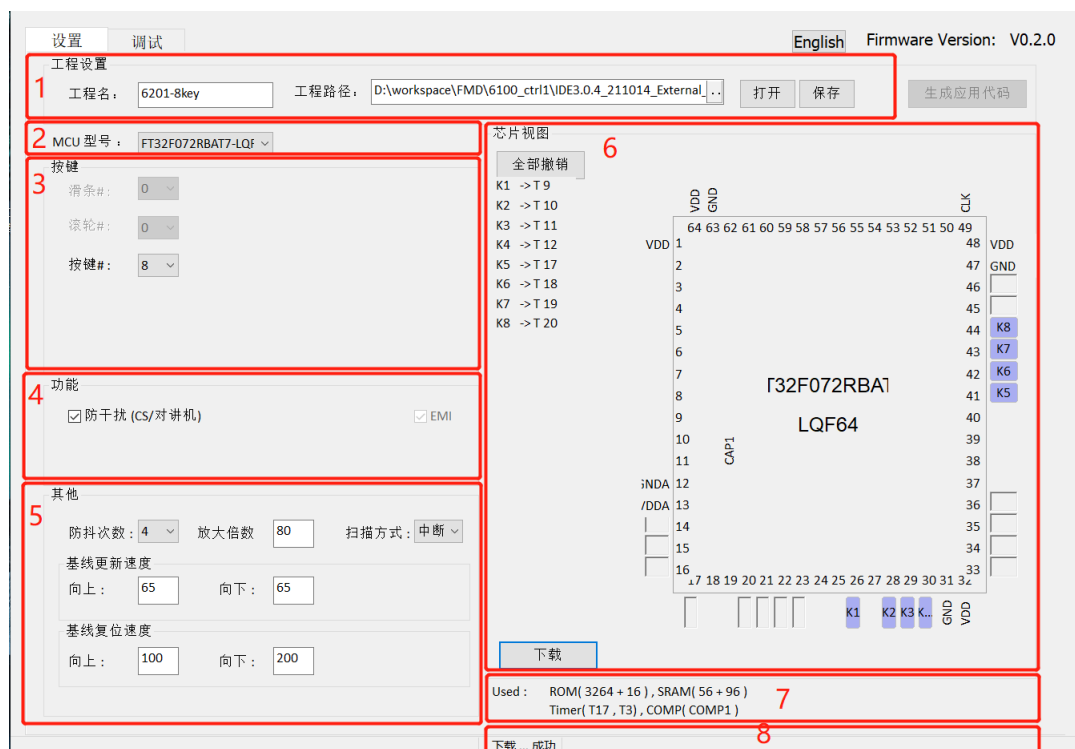 设置 调试 English Firmware Version: V0.2.0
工程设置
1 工程名： 6201-8key 工程路径： D:\workspace\FMD\6100_ctrl1\IDE3.0.4_211014_External_ .. 打开 保存 生成应用代码
2 MCU 型号： FT32F072RBAT7-LQF
按键
3 滑条#: 0
滚轮#: 0
按键#: 8
功能
4 防干扰 (CS/对讲机) EMI
其他
5 防抖次数: 4 放大倍数 80 扫描方式: 中断
基线更新速度
向上: 65 向下: 65
基线复位速度
向上: 100 向下: 200
芯片视图
6
全部撤销
K1 ->T 9
K2 ->T 10
K3 ->T 11
K4 ->T 12
K5 ->T 17
K6 ->T 18
K7 ->T 19
K8 ->T 20
VDD GND CLK
64 63 62 61 60 59 58 57 56 55 54 53 52 51 50 49
VDD 1 48 VDD
2 47 GND
3 46
4 45
5 44 K8
6 43 K7
7 42 K6
8 41 K5
T32F072RBAT
9 40
LQF64
10 39
CAP1
11 38
GNDA 12 37
VDDA 13 36
14 35
15 34
16 33
17 18 19 20 21 22 23 24 25 26 27 28 29 30 31 32
K1 K2 K3 K... GND VDD
下载
Used : ROM( 3264 + 16 ) , SRAM( 56 + 96 )
7
Timer( T17 , T3) , COMP( COMP1 )
8
下载 ... 成功